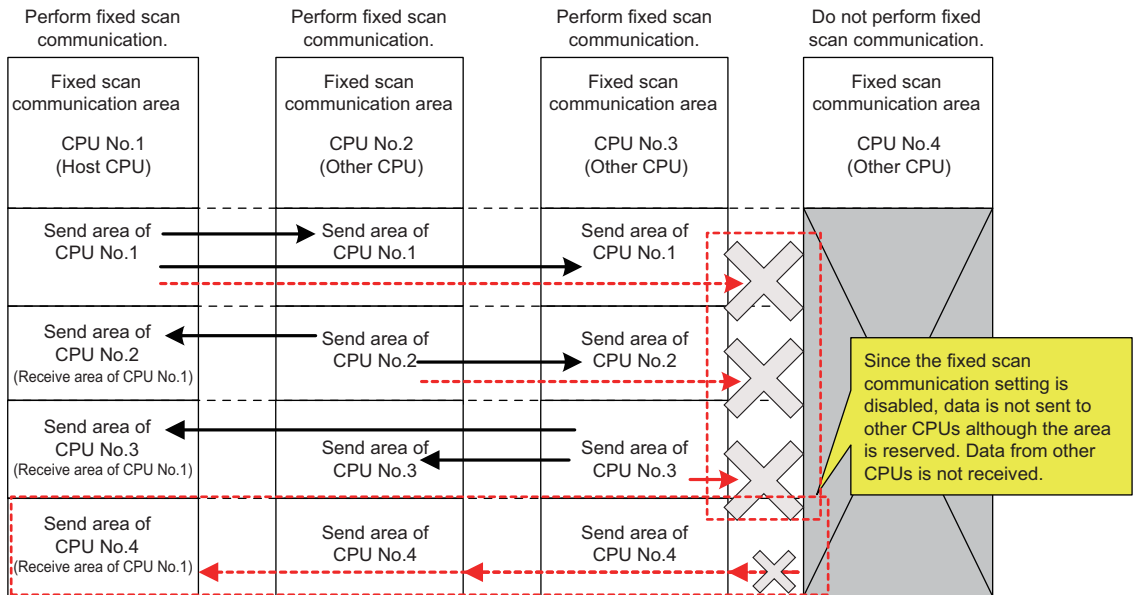 Perform fixed scan
communication.
Perform fixed scan
communication.
Perform fixed scan
communication.
Do not perform fixed
scan communication.
Fixed scan
communication area
CPU No.1
(Host CPU)
Fixed scan
communication area
CPU No.2
(Other CPU)
Fixed scan
communication area
CPU No.3
(Other CPU)
Fixed scan
communication area
CPU No.4
(Other CPU)
Send area of
CPU No.1
Send area of
CPU No.1
Send area of
CPU No.1
Send area of
CPU No.2
(Receive area of CPU No.1)
Send area of
CPU No.2
Send area of
CPU No.2
Since the fixed scan
communication setting is
disabled, data is not sent to
other CPUs although the area
is reserved. Data from other
CPUs is not received.
Send area of
CPU No.3
(Receive area of CPU No.1)
Send area of
CPU No.3
Send area of
CPU No.3
Send area of
CPU No.4
(Receive area of CPU No.1)
Send area of
CPU No.4
Send area of
CPU No.4